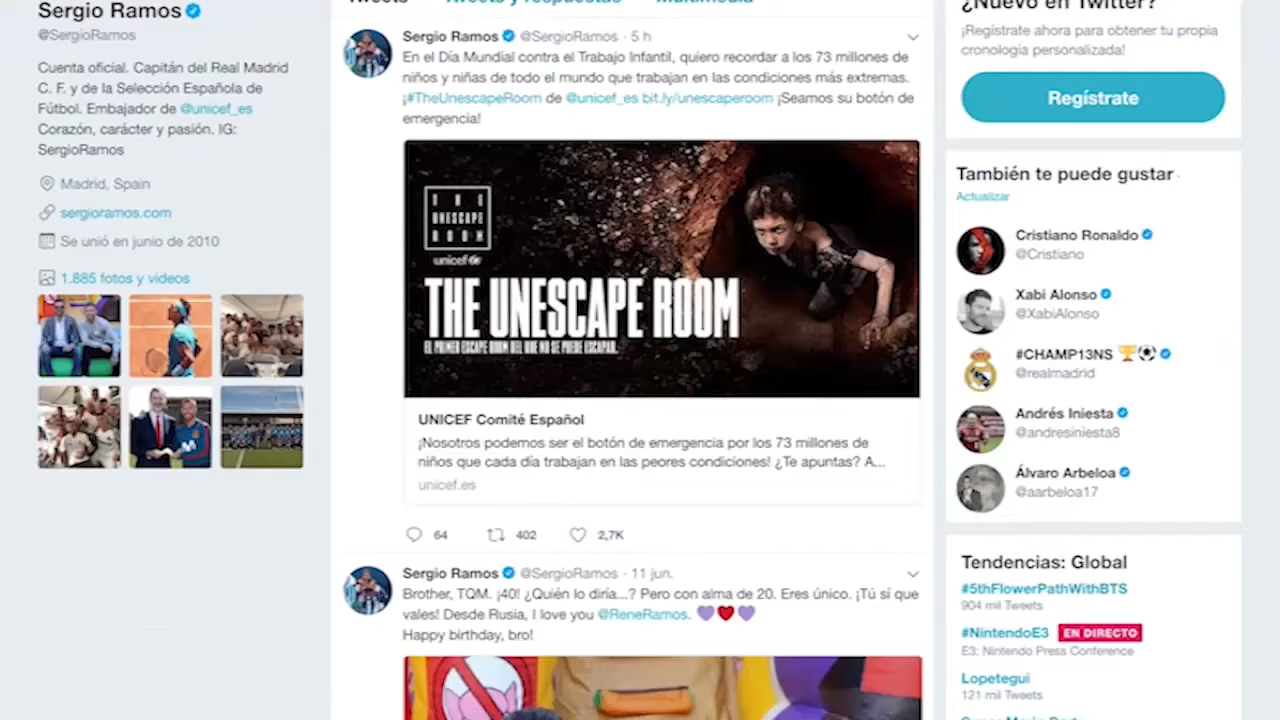 Sergio Ramos
@SergioRamos
Cuenta oficial. Capitán del Real Madrid
C. F. y de la Selección Española de
Fútbol. Embajador de @unicef_es
Corazón, carácter y pasión. IG:
SergioRamos
Madrid, Spain
sergioramos.com
Se unió en junio de 2010
1.885 fotos y videos
Tweets Tweets y respuestas Multimedia
Sergio Ramos @SergioRamos · 5 h
En el Día Mundial contra el Trabajo Infantil, quiero recordar a los 73 millones de
niños y niñas de todo el mundo que trabajan en las condiciones más extremas.
¡#TheUnescapeRoom de @unicef_es bit.ly/unescaperoom ¡Seamos su botón de
emergencia!
THE
UNESCAPE
ROOM
unicef
THE UNESCAPE ROOM
EL PRIMER ESCAPE ROOM DEL QUE NO SE PUEDE ESCAPAR.
UNICEF Comité Español
¡Nosotros podemos ser el botón de emergencia por los 73 millones de
niños que cada día trabajan en las peores condiciones! ¿Te apuntas? A...
unicef.es
64 402 2,7K
Sergio Ramos @SergioRamos · 11 jun.
Brother, TQM. ¡40! ¿Quién lo diría...? Pero con alma de 20. Eres único. ¡Tú sí que
vales! Desde Rusia, I love you @ReneRamos. 💜❤️💜
Happy birthday, bro!
¿Nuevo en Twitter?
¡Regístrate ahora para obtener tu propia
cronología personalizada!
Regístrate
También te puede gustar ·
Actualizar
Cristiano Ronaldo
@Cristiano
Xabi Alonso
@XabiAlonso
#CHAMP13NS 🏆⚽
@realmadrid
Andrés Iniesta
@andresiniesta8
Álvaro Arbeloa
@aarbeloa17
Tendencias: Global
#5thFlowerPathWithBTS
904 mil Tweets
#NintendoE3 EN DIRECTO
E3: Nintendo Press Conference
Lopetegui
121 mil Tweets